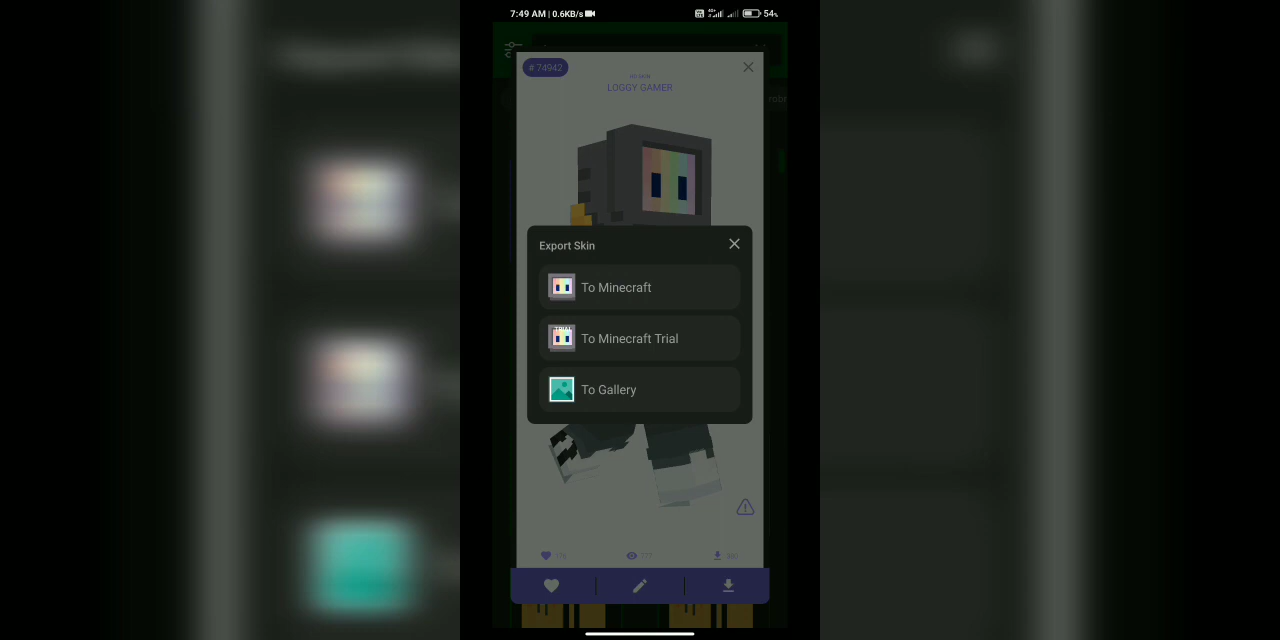 7:49 AM | 0.6KB/s
54%
# 74942
LOGGY GAMER
Export Skin
To Minecraft
To Minecraft Trial
To Gallery